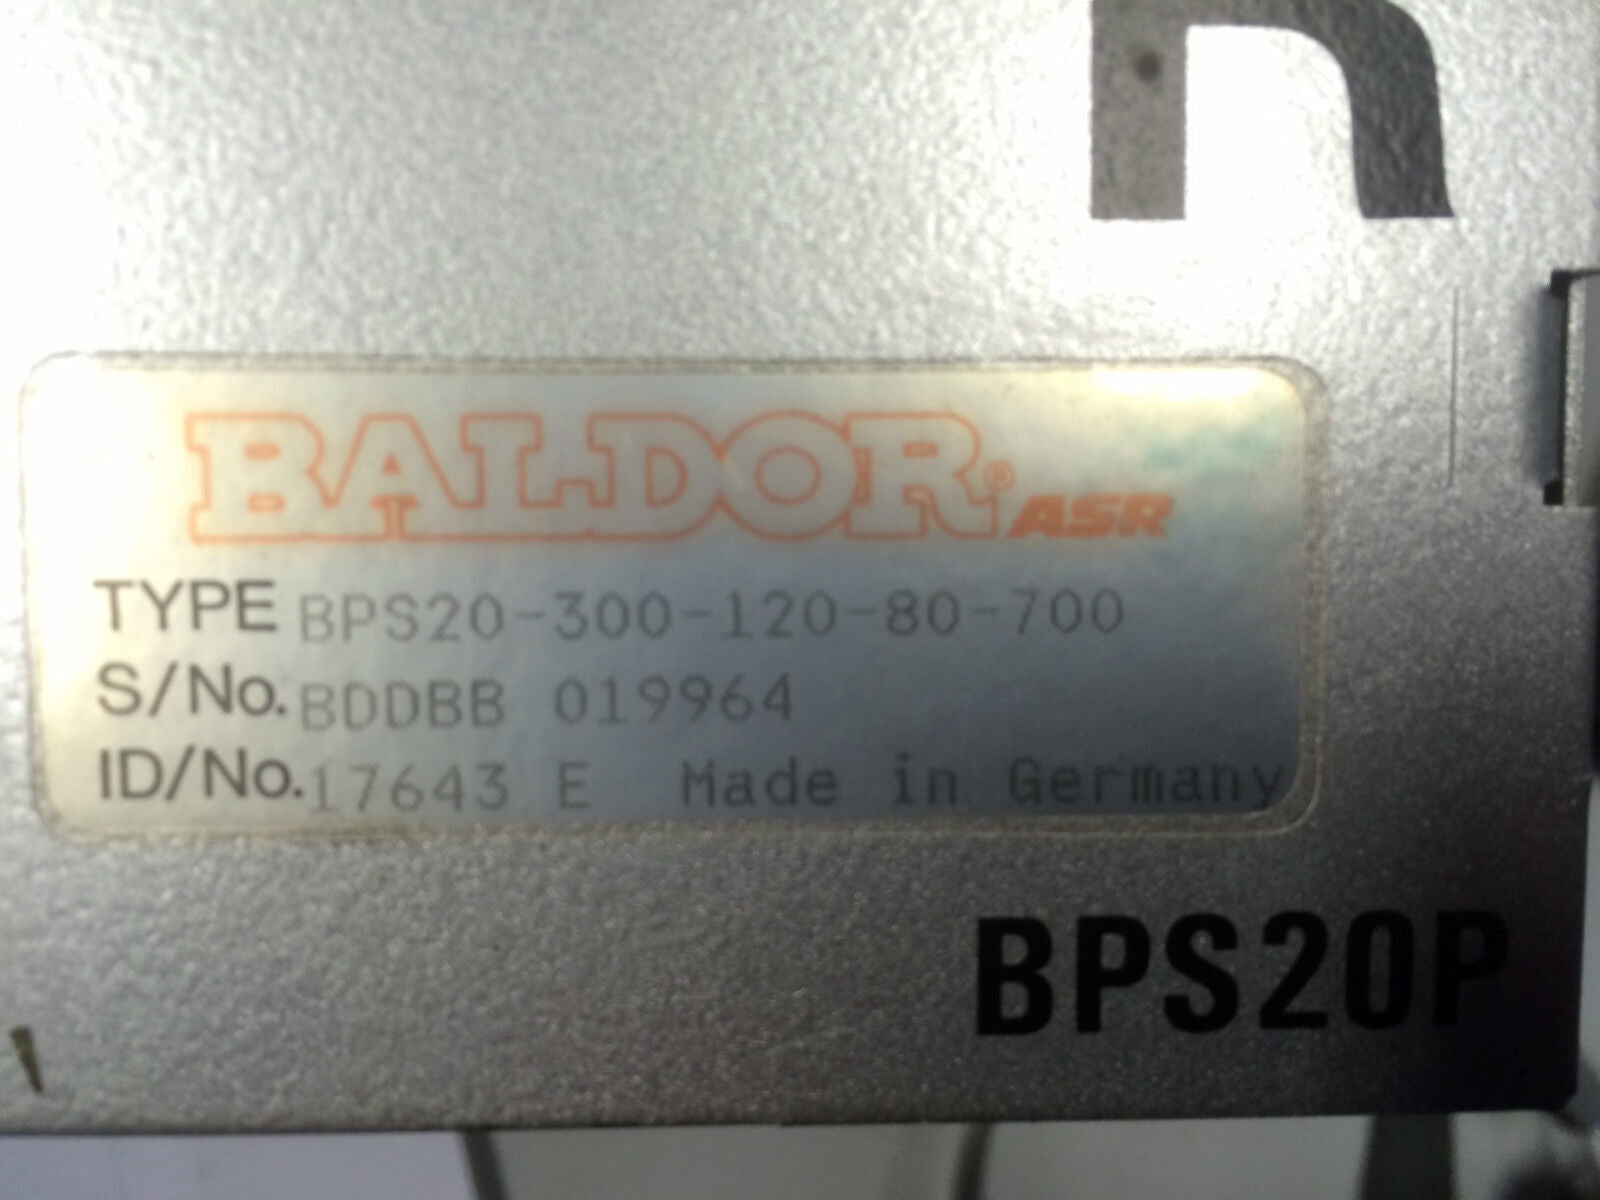 n
BALDOR® ASR
TYPE BPS20-300-120-80-700
S/No. BDDBB 019964
ID/No. 17643 E Made in Germany
BPS20P